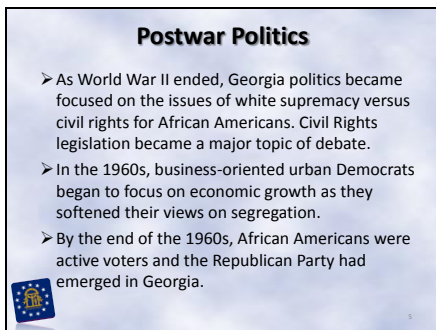 Postwar Politics
➢As World War II ended, Georgia politics became
focused on the issues of white supremacy versus
civil rights for African Americans. Civil Rights
legislation became a major topic of debate.
➢In the 1960s, business-oriented urban Democrats
began to focus on economic growth as they
softened their views on segregation.
➢By the end of the 1960s, African Americans were
active voters and the Republican Party had
emerged in Georgia.
5